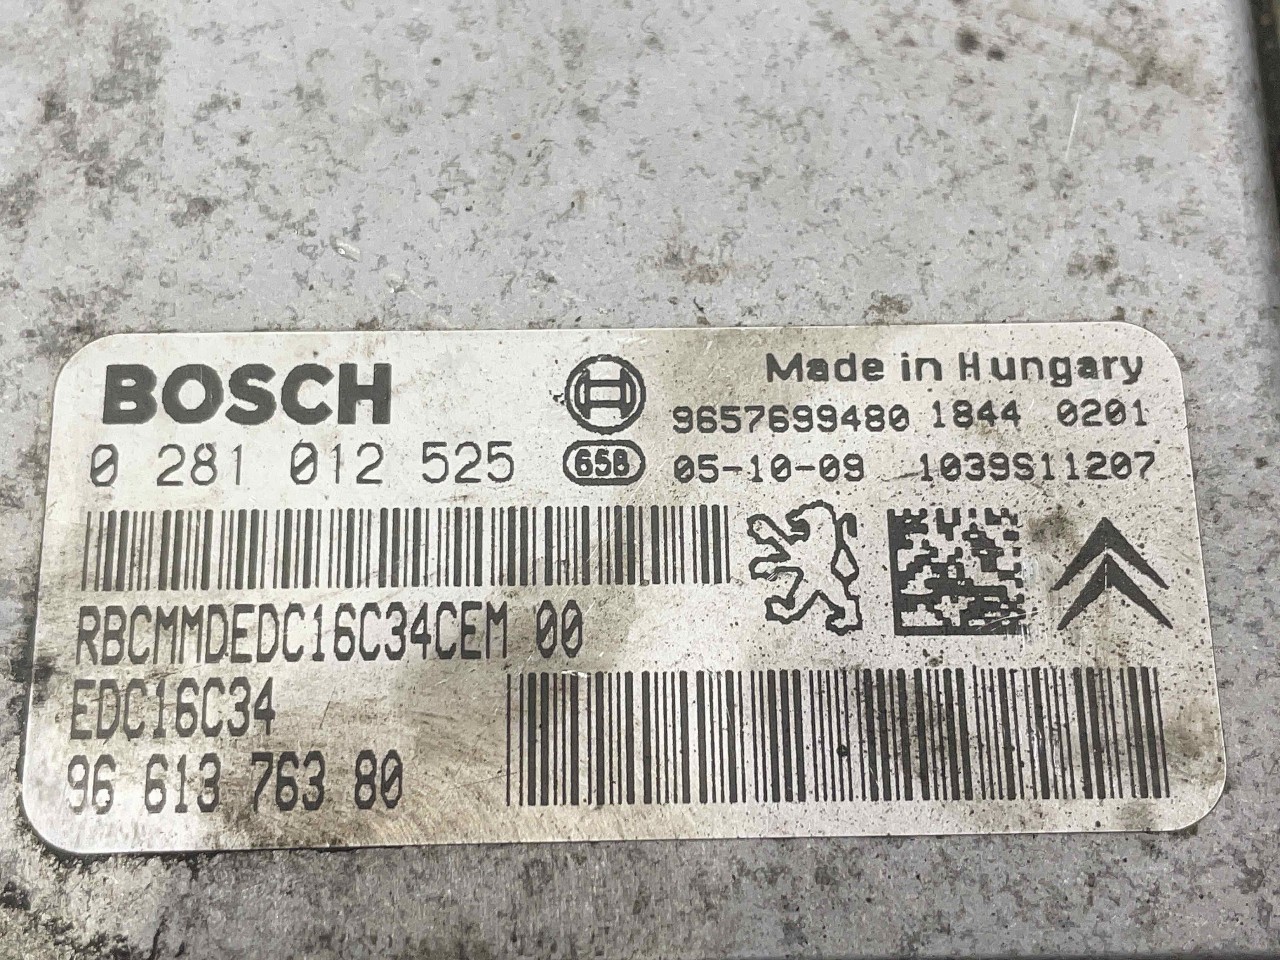 BOSCH
0 281 012 525
658
Made in Hungary
9657699480 1844 0201
05-10-09 1039S11207
RBCMMDEDC16C34CEM 00
EDC16C34
96 613 763 80